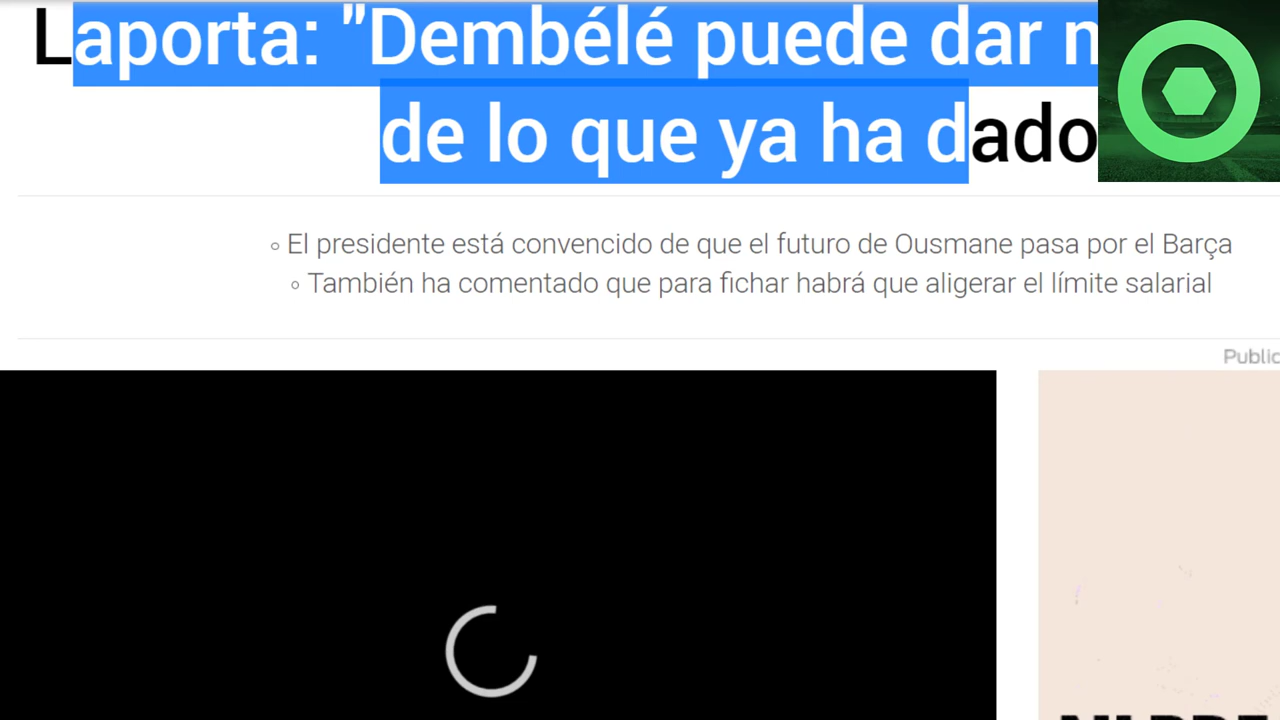 Laporta: "Dembélé puede dar
de lo que ya ha dado
◦ El presidente está convencido de que el futuro de Ousmane pasa por el Barça
◦ También ha comentado que para fichar habrá que aligerar el límite salarial